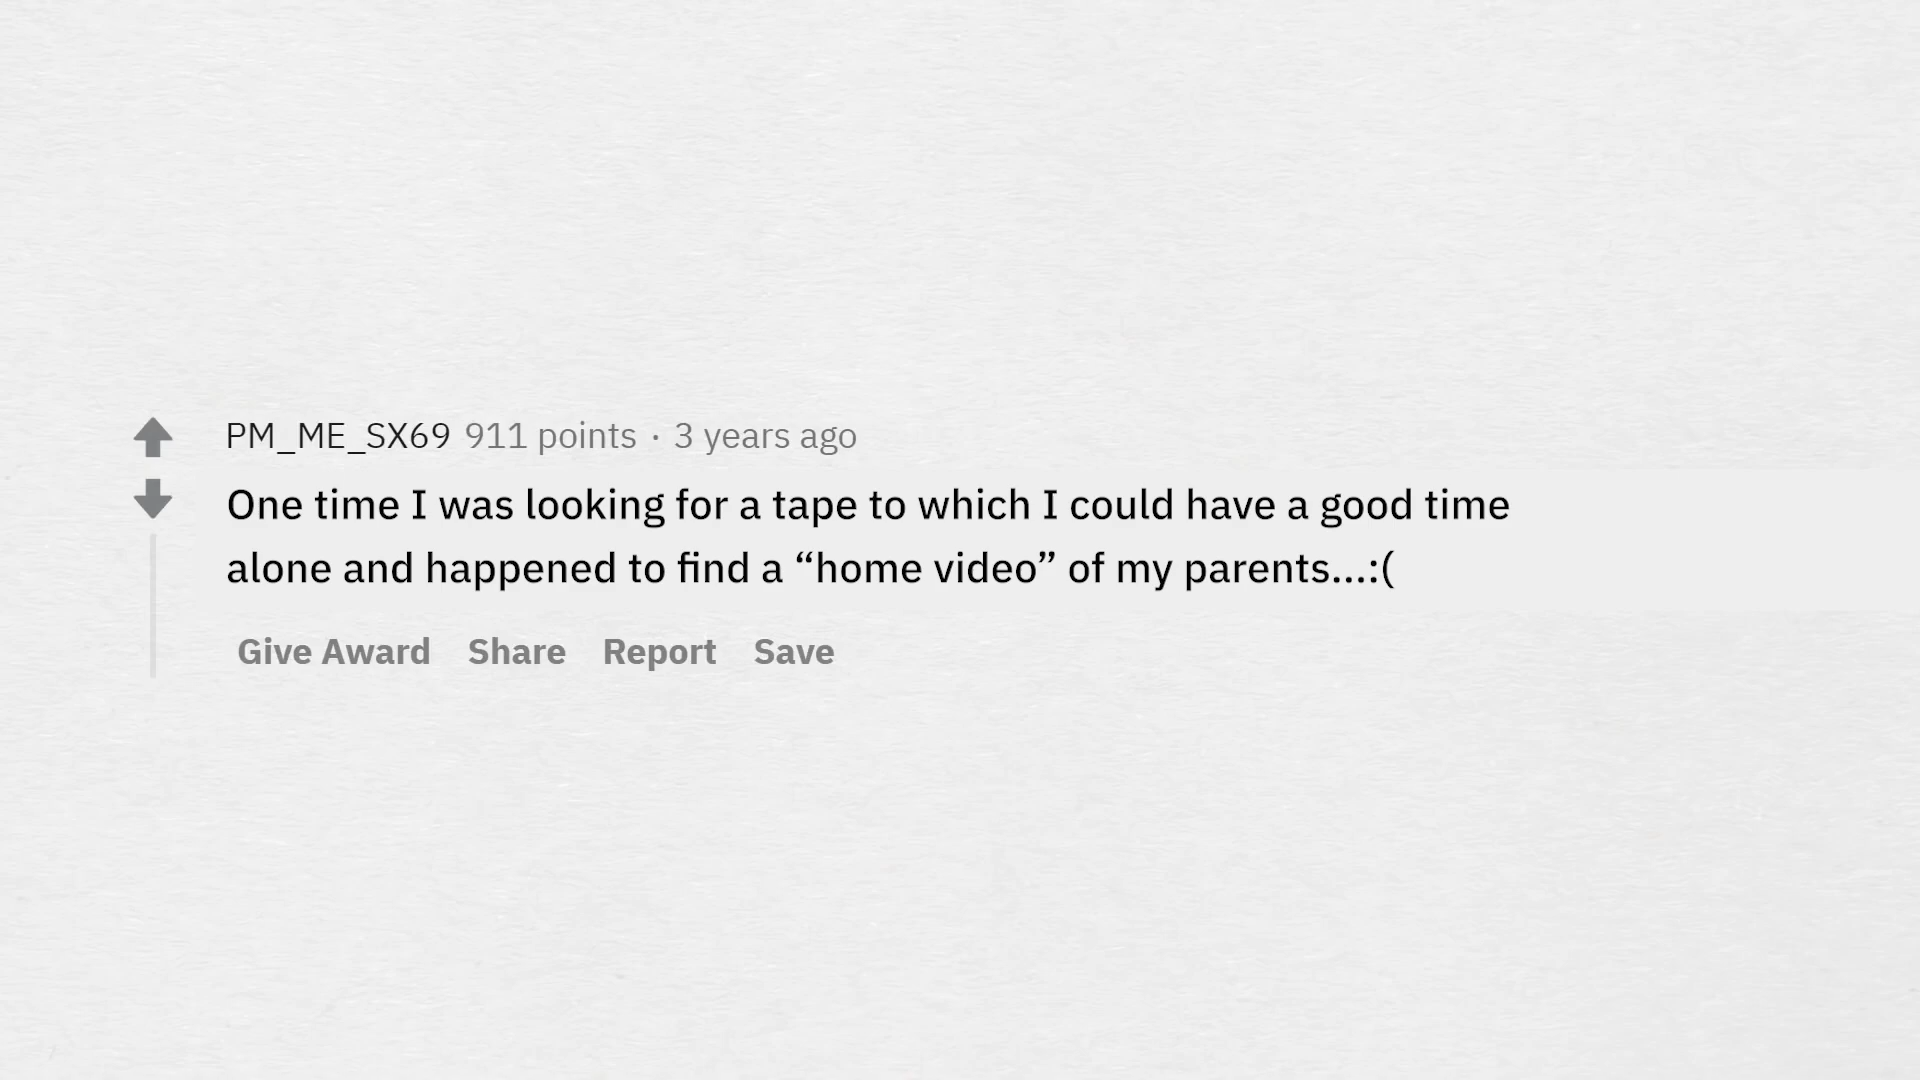 PM_ME_SX69 911 points · 3 years ago
One time I was looking for a tape to which I could have a good time
alone and happened to find a “home video” of my parents...:(
Give Award Share Report Save